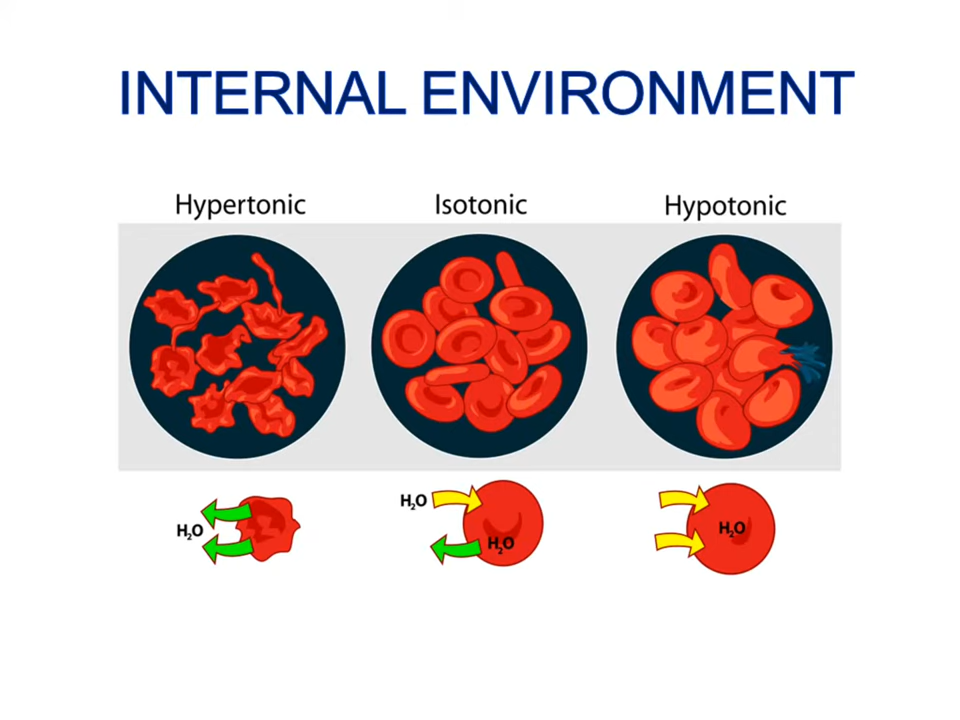 INTERNAL ENVIRONMENT
Hypertonic
Isotonic
Hypotonic
H₂O
H₂O
H₂O
H₂O